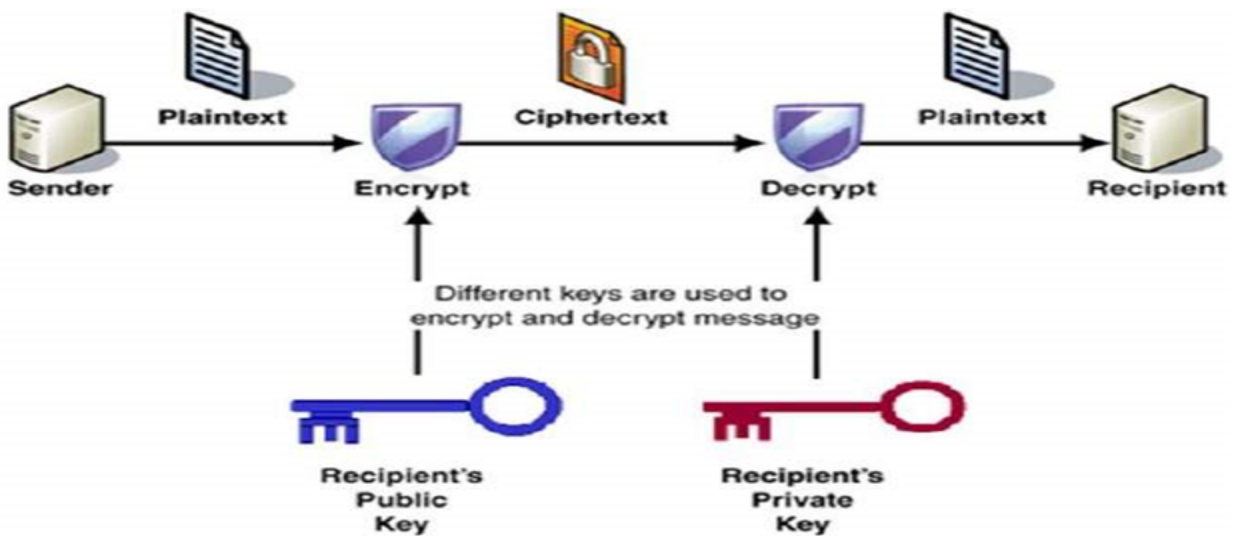 Plaintext
Ciphertext
Plaintext
Sender
Encrypt
Decrypt
Recipient
Different keys are used to
encrypt and decrypt message
Recipient's
Public
Key
Recipient's
Private
Key